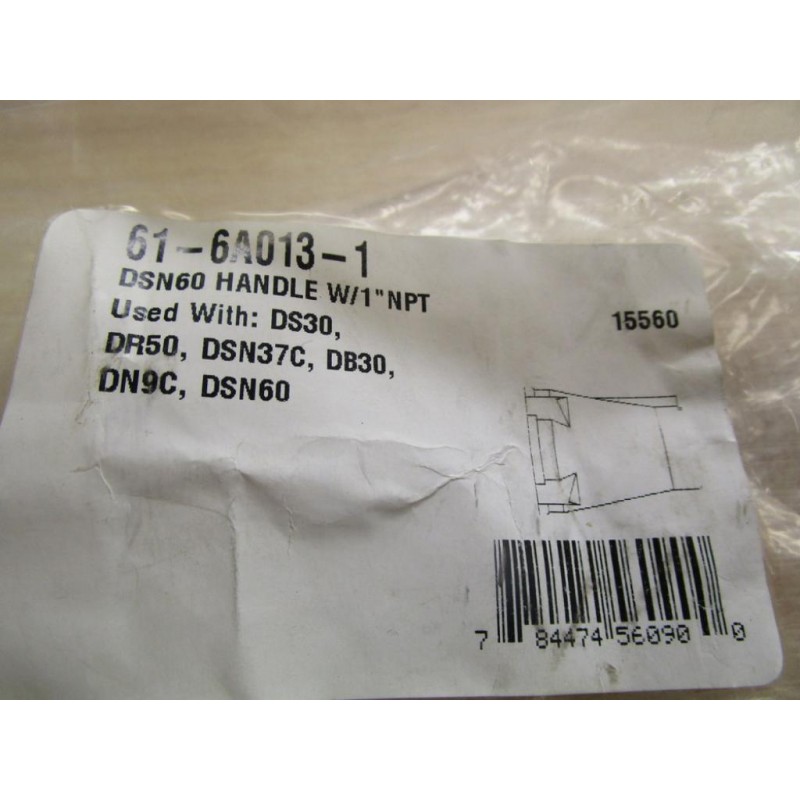 61-6A013-1
DSN60 HANDLE W/1"NPT
Used With: DS30,
DR50, DSN37C, DB30,
DN9C, DSN60
15560
7 84474 56090 0